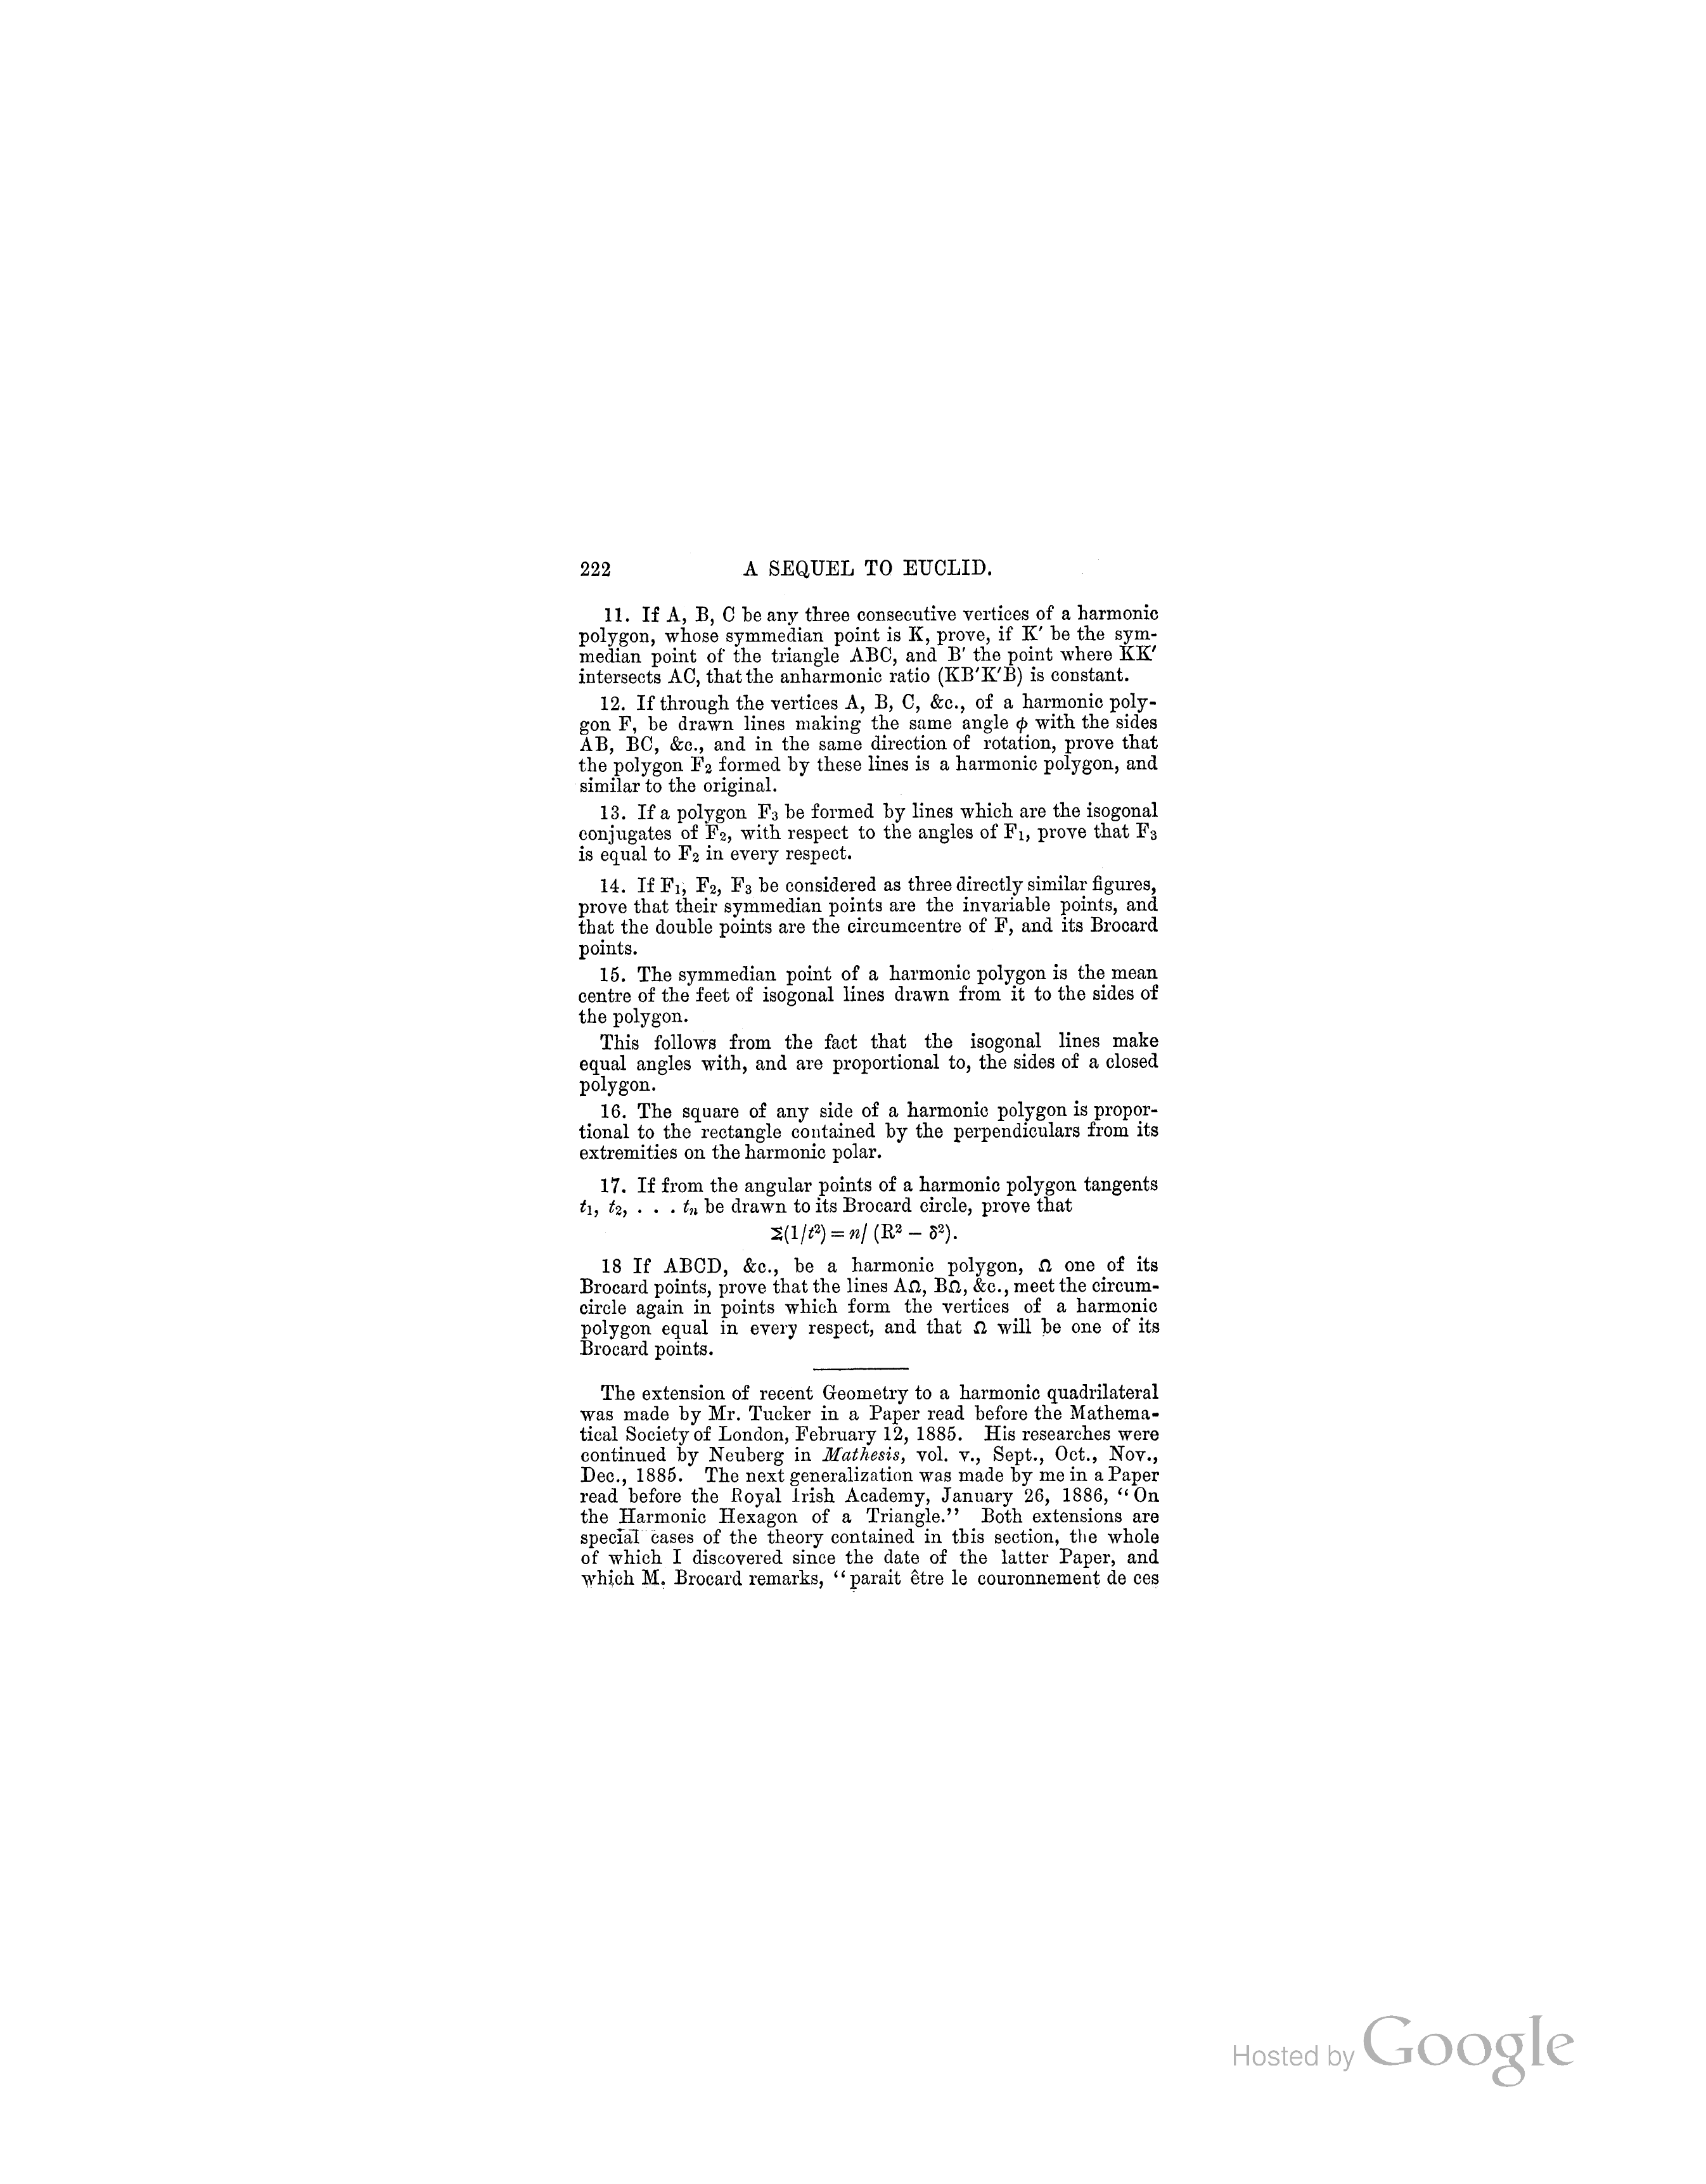 222 A SEQUEL TO EUCLID.
11. If A, B, C be any three consecutive vertices of a harmonic
polygon, whose symmedian point is K, prove, if K′ be the sym-
median point of the triangle ABC, and B′ the point where KK′
intersects AC, that the anharmonic ratio (KB′K′B) is constant.
12. If through the vertices A, B, C, &c., of a harmonic poly-
gon F, be drawn lines making the same angle φ with the sides
AB, BC, &c., and in the same direction of rotation, prove that
the polygon F₂ formed by these lines is a harmonic polygon, and
similar to the original.
13. If a polygon F₃ be formed by lines which are the isogonal
conjugates of F₂, with respect to the angles of F₁, prove that F₃
is equal to F₂ in every respect.
14. If F₁, F₂, F₃ be considered as three directly similar figures,
prove that their symmedian points are the invariable points, and
that the double points are the circumcentre of F, and its Brocard
points.
15. The symmedian point of a harmonic polygon is the mean
centre of the feet of isogonal lines drawn from it to the sides of
the polygon.
This follows from the fact that the isogonal lines make
equal angles with, and are proportional to, the sides of a closed
polygon.
16. The square of any side of a harmonic polygon is propor-
tional to the rectangle contained by the perpendiculars from its
extremities on the harmonic polar.
17. If from the angular points of a harmonic polygon tangents
t₁, t₂, . . . tₙ be drawn to its Brocard circle, prove that
Σ(1/t²) = n/ (R² − δ²).
18 If ABCD, &c., be a harmonic polygon, Ω one of its
Brocard points, prove that the lines AΩ, BΩ, &c., meet the circum-
circle again in points which form the vertices of a harmonic
polygon equal in every respect, and that Ω will be one of its
Brocard points.
The extension of recent Geometry to a harmonic quadrilateral
was made by Mr. Tucker in a Paper read before the Mathema-
tical Society of London, February 12, 1885. His researches were
continued by Neuberg in Mathesis, vol. v., Sept., Oct., Nov.,
Dec., 1885. The next generalization was made by me in a Paper
read before the Royal Irish Academy, January 26, 1886, “On
the Harmonic Hexagon of a Triangle.” Both extensions are
special cases of the theory contained in this section, the whole
of which I discovered since the date of the latter Paper, and
which M. Brocard remarks, “parait être le couronnement de ces
Hosted by Google